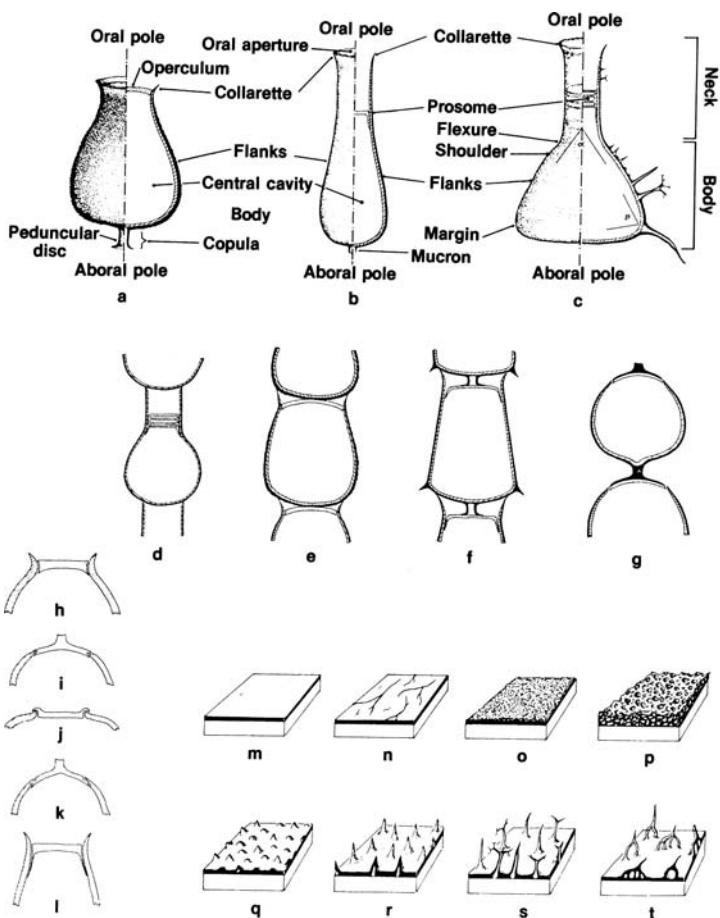 Oral pole
Oral pole
Oral pole
Oral aperture
Collarette
Operculum
Collarette
Prosome
Flexure
Shoulder
Flanks
Central cavity
Flanks
Body
Margin
Peduncular
disc
Copula
Mucron
Aboral pole
Aboral pole
Aboral pole
Neck
Body
α
P
a
b
c
d
e
f
g
h
i
j
k
l
m
n
o
p
q
r
s
t